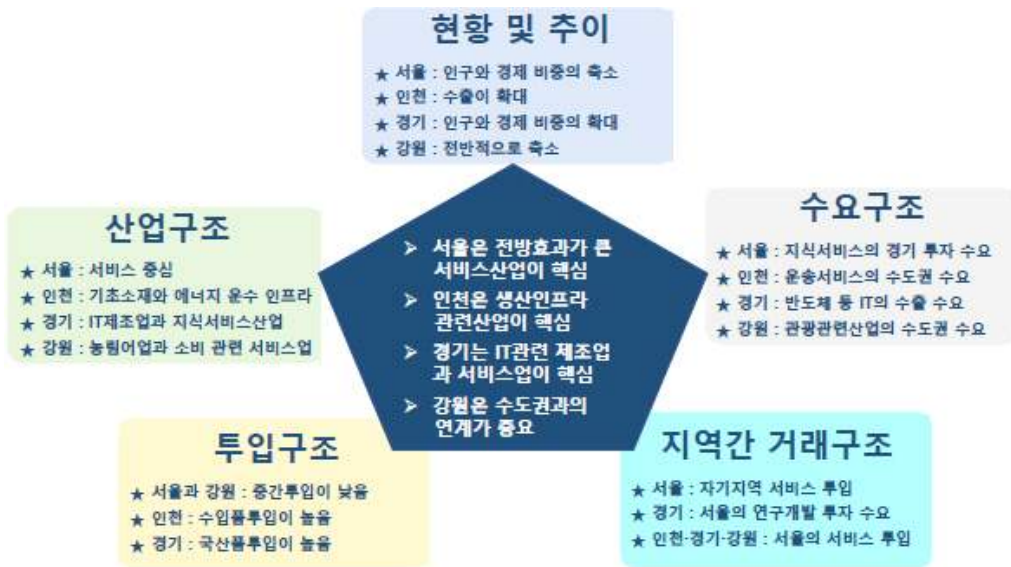 현황 및 추이
★ 서울 : 인구와 경제 비중의 축소
★ 인천 : 수출이 확대
★ 경기 : 인구와 경제 비중의 확대
★ 강원 : 전반적으로 축소
산업구조
★ 서울 : 서비스 중심
★ 인천 : 기초소재와 에너지 운수 인프라
★ 경기 : IT제조업과 지식서비스산업
★ 강원 : 농림어업과 소비 관련 서비스업
➢ 서울은 전방효과가 큰
서비스산업이 핵심
➢ 인천은 생산인프라
관련산업이 핵심
➢ 경기는 IT관련 제조업
과 서비스업이 핵심
➢ 강원은 수도권과의
연계가 중요
수요구조
★ 서울 : 지식서비스의 경기 투자 수요
★ 인천 : 운송서비스의 수도권 수요
★ 경기 : 반도체 등 IT의 수출 수요
★ 강원 : 관광관련산업의 수도권 수요
투입구조
★ 서울과 강원 : 중간투입이 낮음
★ 인천 : 수입품투입이 높음
★ 경기 : 국산품투입이 높음
지역간 거래구조
★ 서울 : 자기지역 서비스 투입
★ 경기 : 서울의 연구개발 투자 수요
★ 인천·경기·강원 : 서울의 서비스 투입